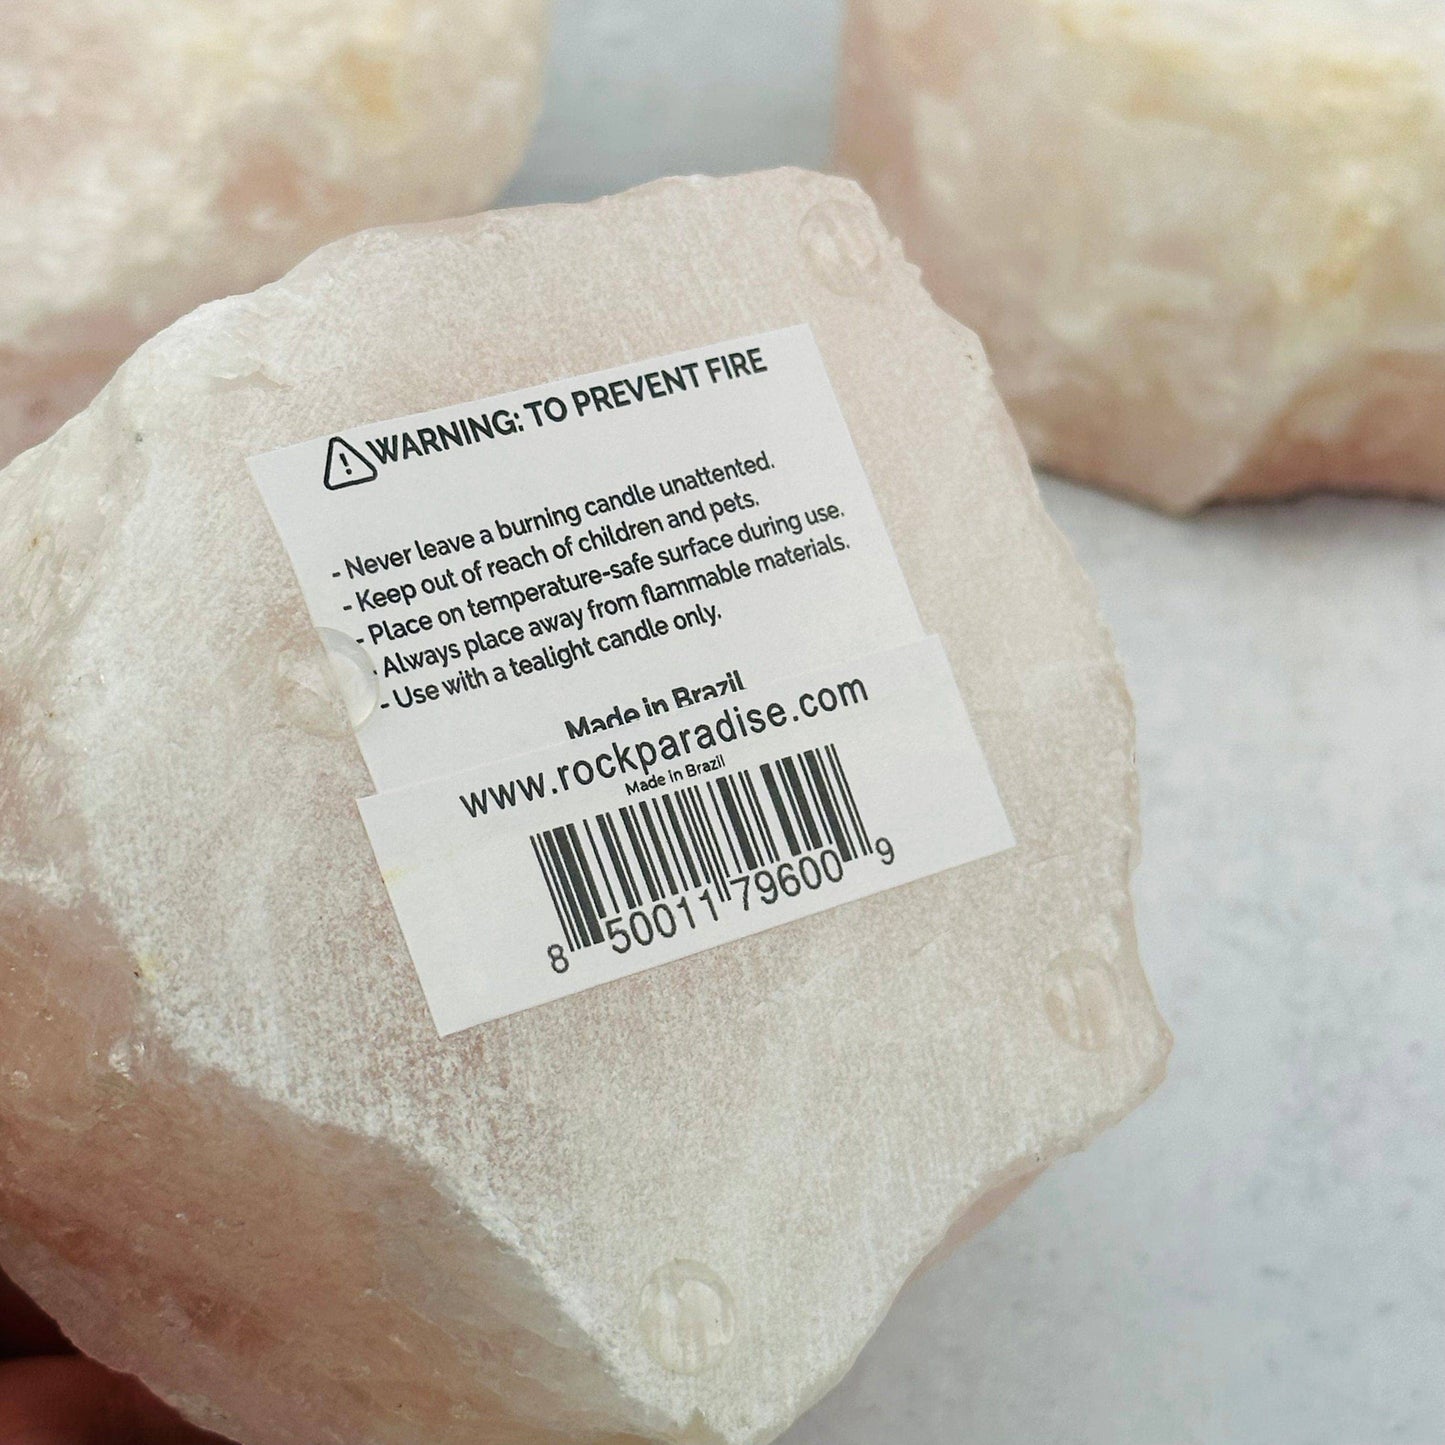 WARNING: TO PREVENT FIRE
- Never leave a burning candle unattented.
- Keep out of reach of children and pets.
- Place on temperature-safe surface during use.
- Always place away from flammable materials.
- Use with a tealight candle only.
Made in Brazil
www.rockparadise.com
Made in Brazil
8 50011 79600 9